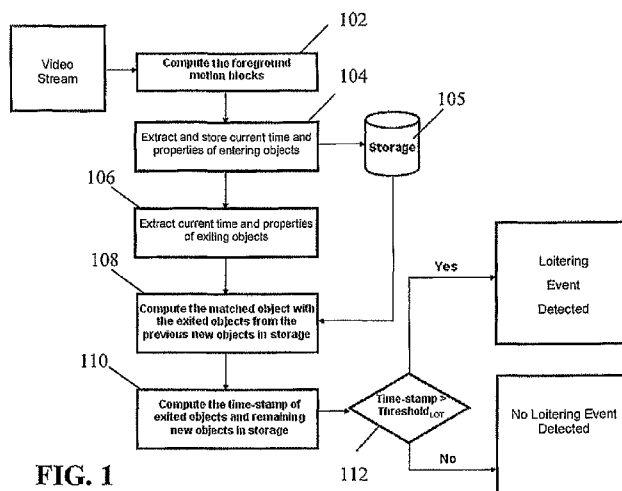 Video
Stream
102
Compute the foreground
motion blocks
104
Extract and store current time and
properties of entering objects
105
Storage
106
Extract current time and properties
of exiting objects
108
Compute the matched object with
the exited objects from the
previous new objects in storage
110
Compute the time-stamp of
exited objects and remaining
new objects in storage
Time-stamp >
Threshold_LOT
112
Yes
Loitering
Event
Detected
No
No Loitering Event
Detected
FIG. 1